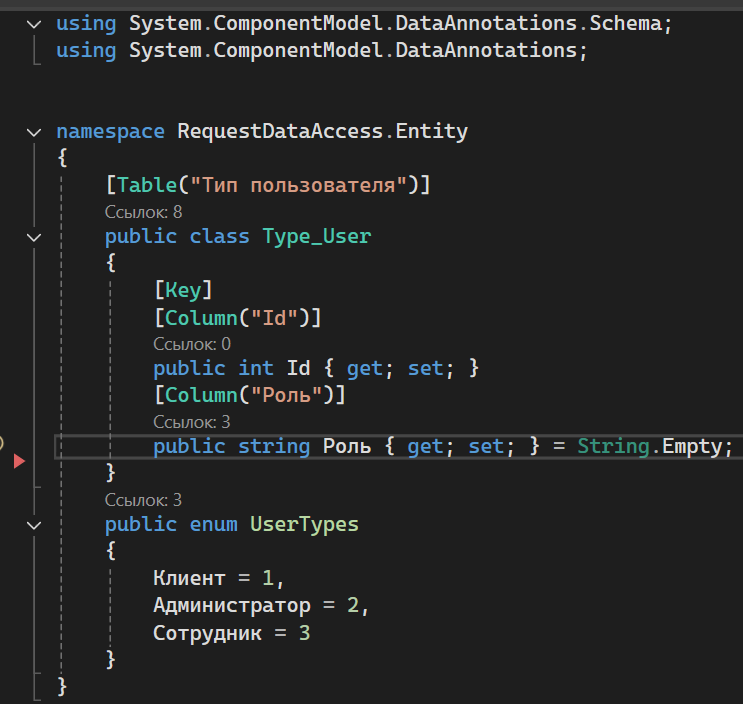 using System.ComponentModel.DataAnnotations.Schema;
using System.ComponentModel.DataAnnotations;
namespace RequestDataAccess.Entity
{
[Table("Тип пользователя")]
Ссылок: 8
public class Type_User
{
[Key]
[Column("Id")]
Ссылок: 0
public int Id { get; set; }
[Column("Роль")]
Ссылок: 3
public string Роль { get; set; } = String.Empty;
}
Ссылок: 3
public enum UserTypes
{
Клиент = 1,
Администратор = 2,
Сотрудник = 3
}
}